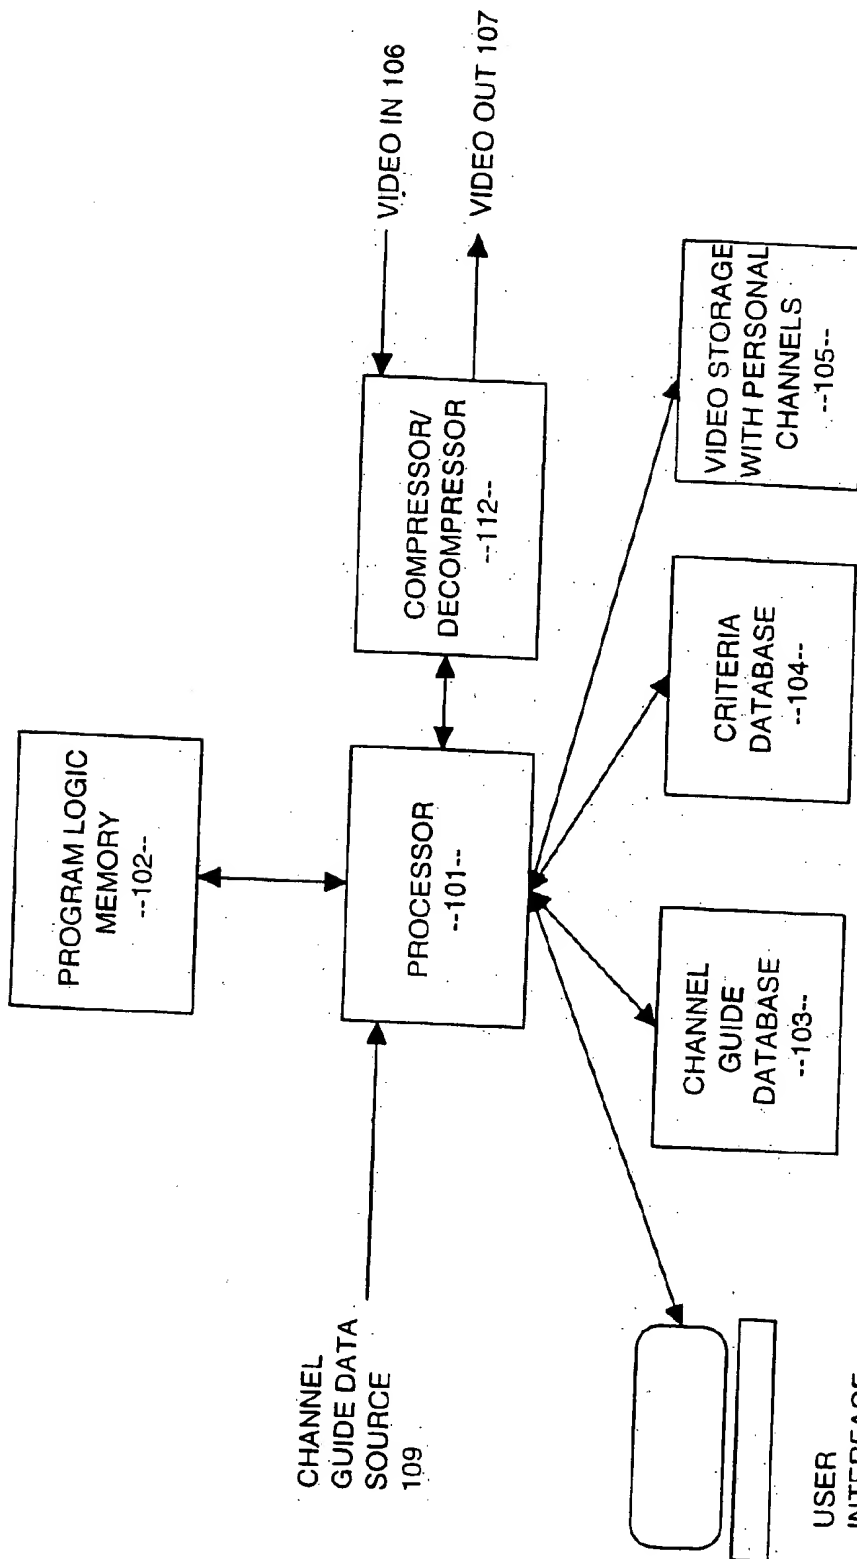 PROGRAM LOGIC
MEMORY
--102--
CHANNEL
GUIDE DATA
SOURCE
109
PROCESSOR
--101--
COMPRESSOR/
DECOMPRESSOR
--112--
VIDEO IN 106
VIDEO OUT 107
USER
INTERFACE
CHANNEL
GUIDE
DATABASE
--103--
CRITERIA
DATABASE
--104--
VIDEO STORAGE
WITH PERSONAL
CHANNELS
--105--